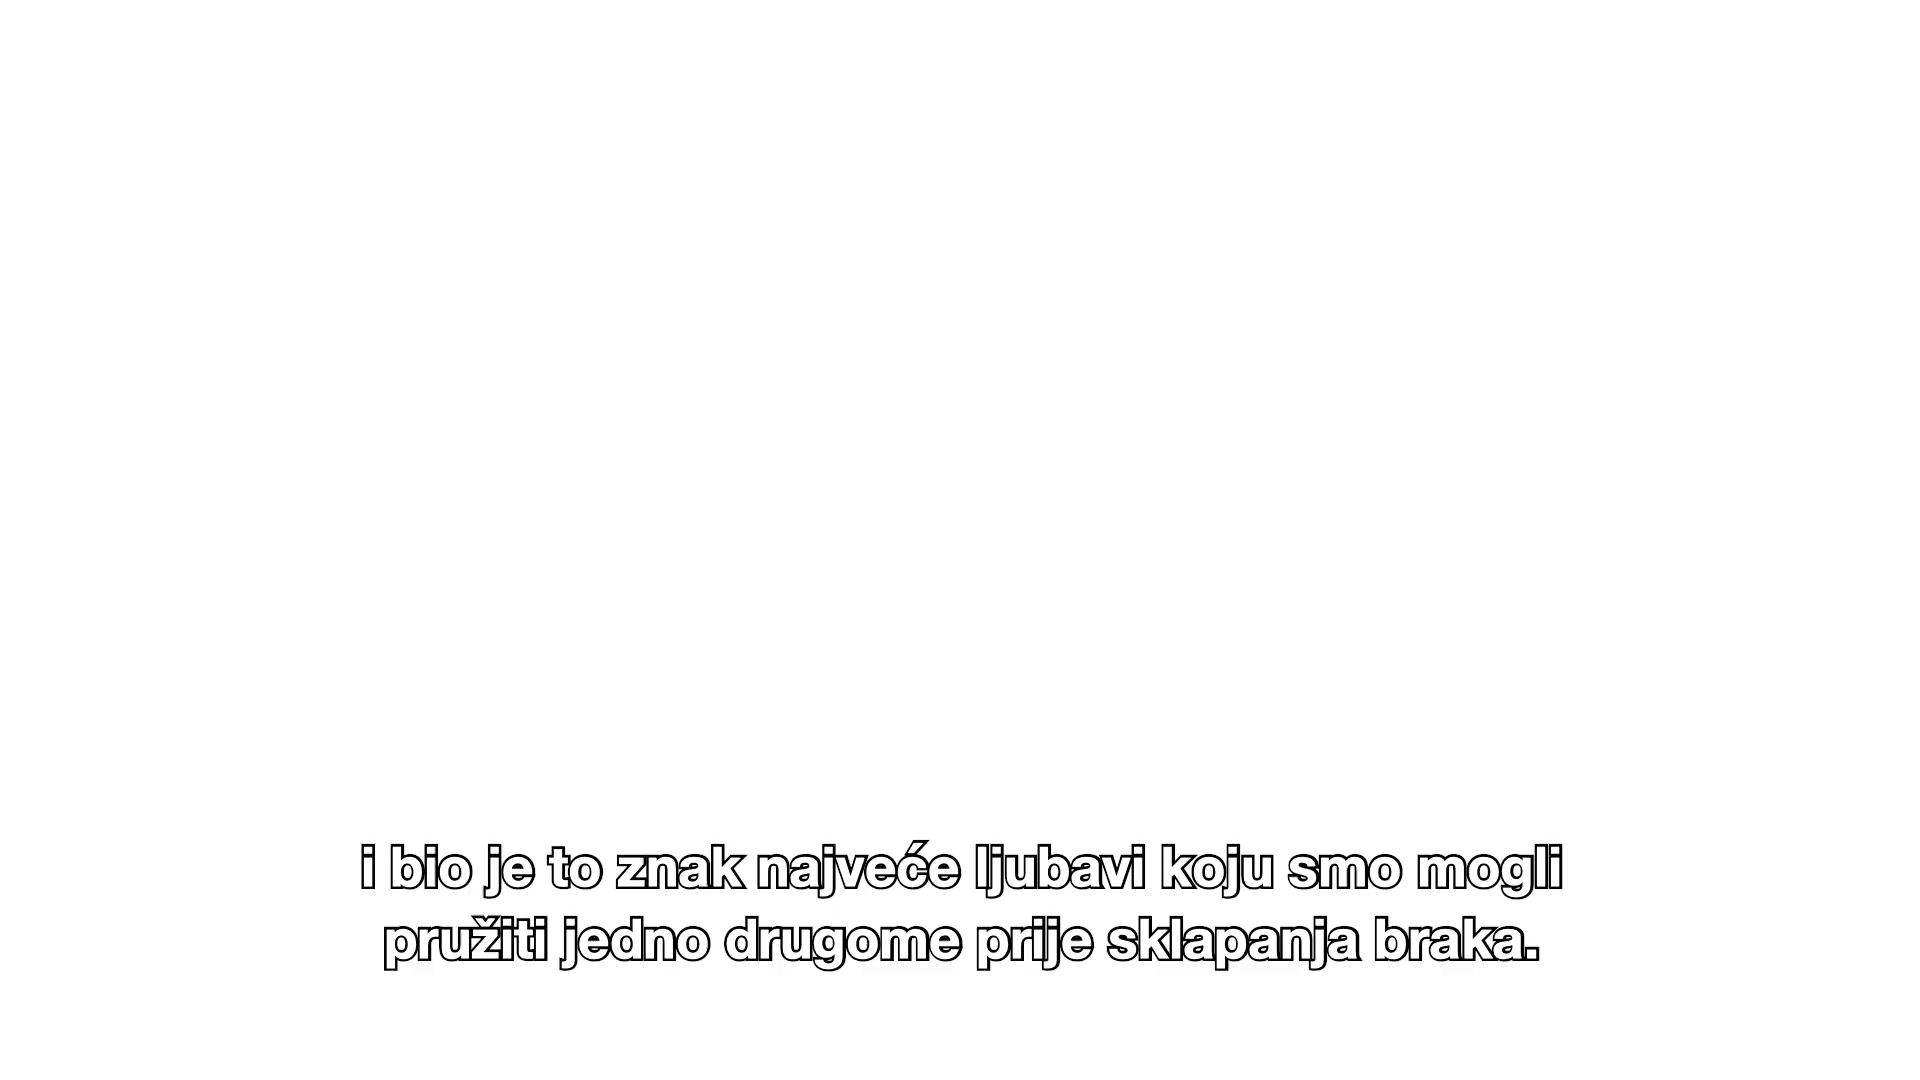 i bio je to znak najveće ljubavi koju smo mogli
pružiti jedno drugome prije sklapanja braka.